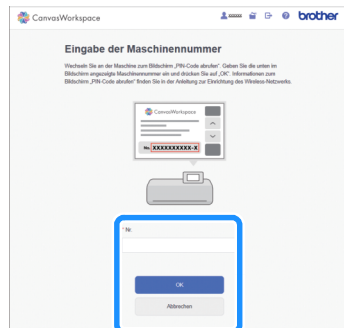 CanvasWorkspace
brother
Eingabe der Maschinennummer
Wechseln Sie an der Maschine zum Bildschirm „PIN-Code abrufen“. Geben Sie die unten im
Bildschirm angezeigte Maschinennummer ein und drücken Sie auf „OK“. Informationen zum
Bildschirm „PIN-Code abrufen“ finden Sie in der Anleitung zur Einrichtung des Wireless-Netzwerks.
CanvasWorkspace
No. XXXXXXXXXX-X
* Nr.
OK
Abbrechen